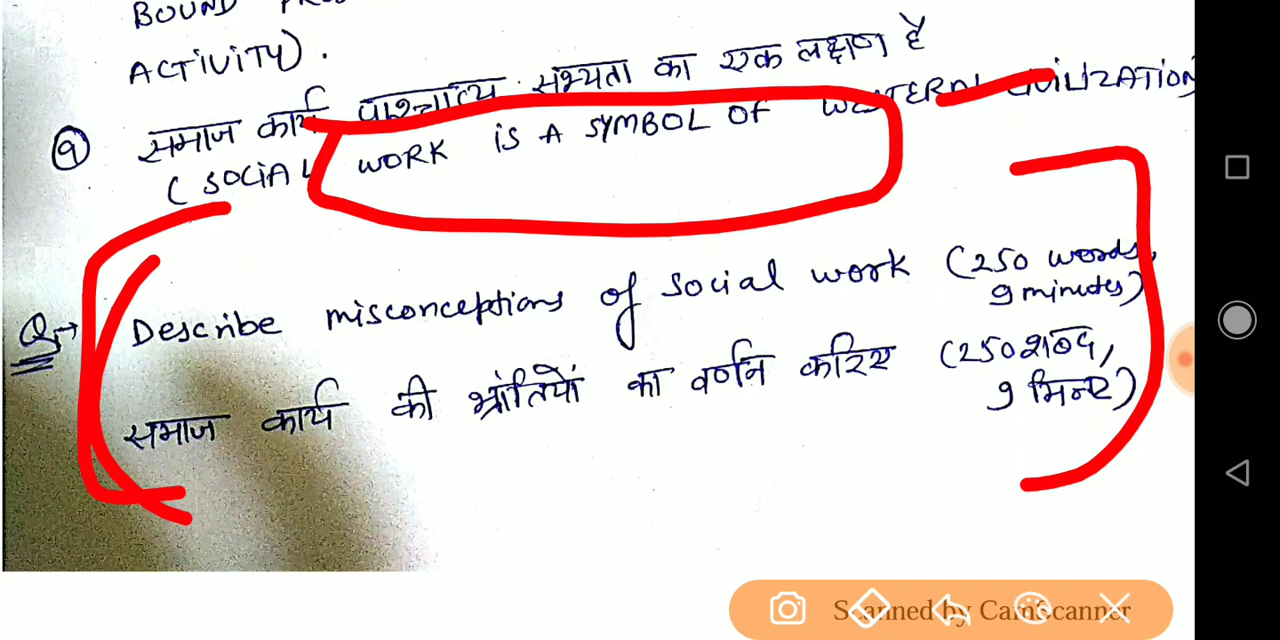 BOUND
ACTIVITY).
⑨ समाज कार्य पाश्चात्य सभ्यता का एक लक्षण है
(SOCIAL WORK IS A SYMBOL OF WESTERN CIVILIZATION
Q→ Describe misconceptions of social work (250 words,
9 minutes)
समाज कार्य की भ्रांतियों का वर्णन करिए (250 शब्द,
9 मिनट)
Scanned by CamScanner